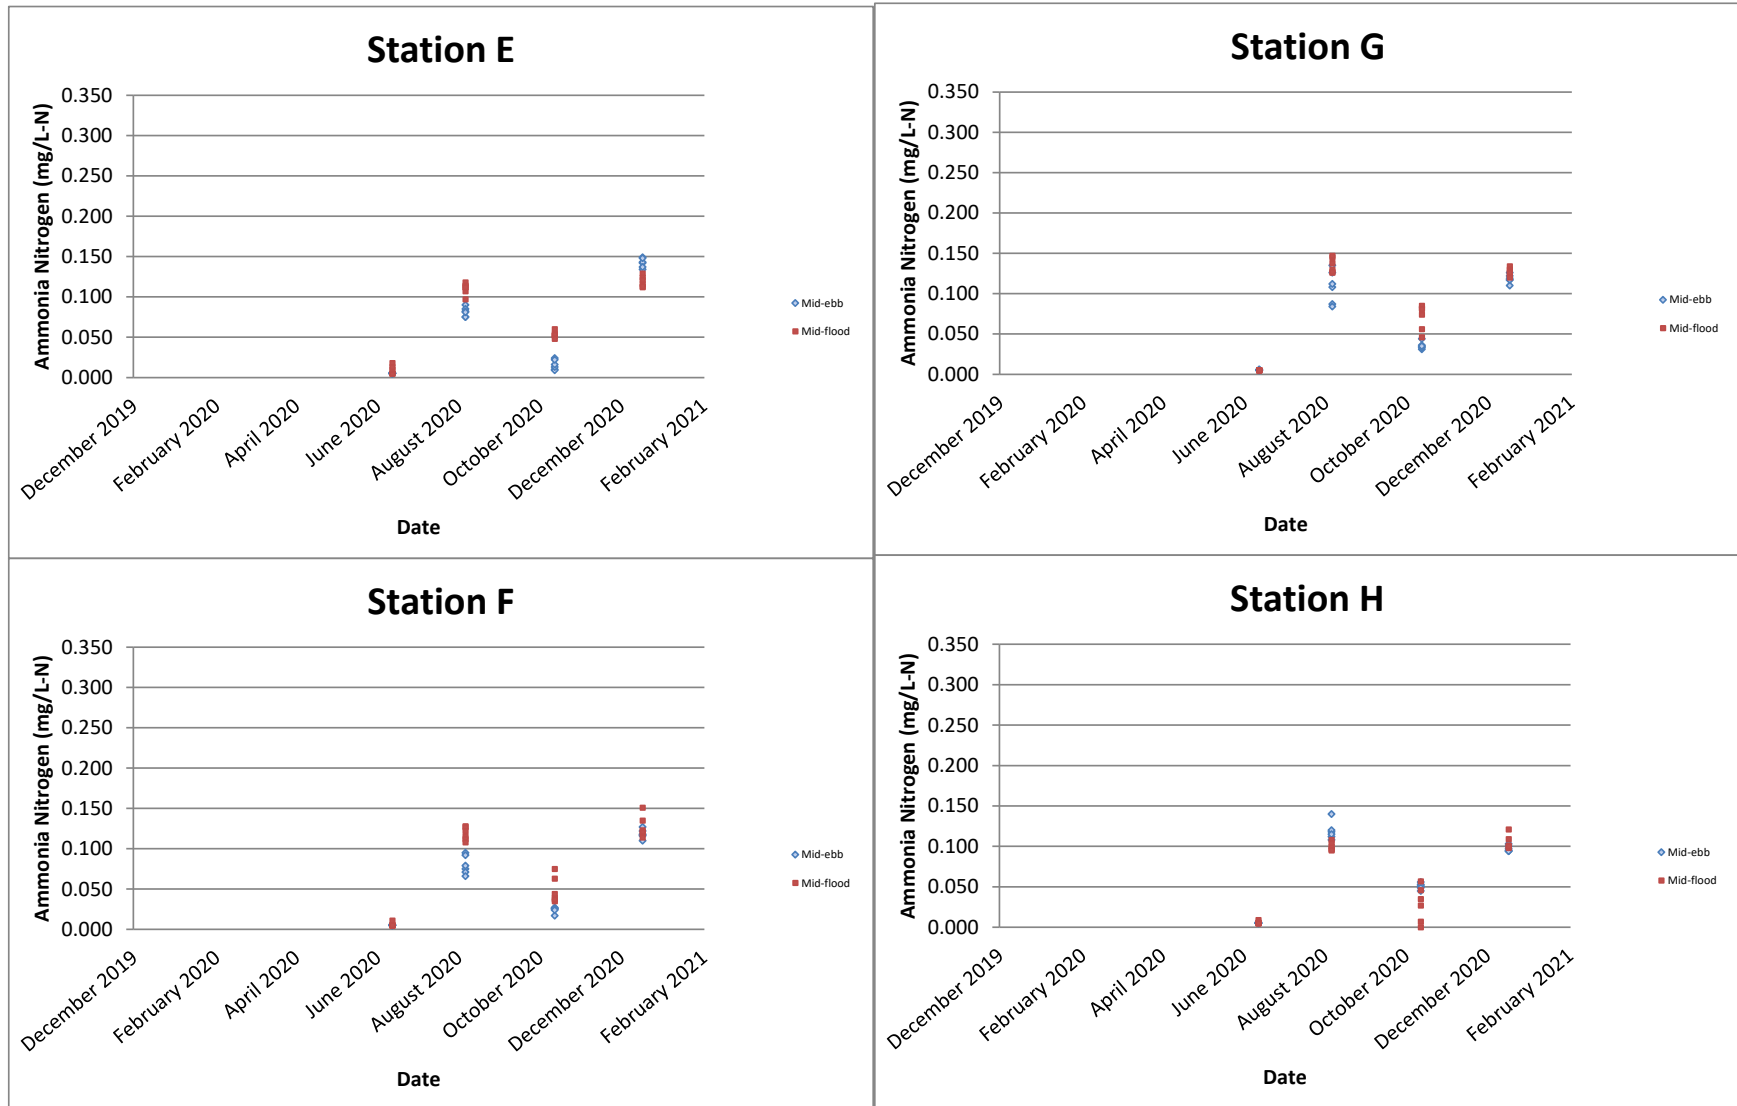 Station E
Ammonia Nitrogen (mg/L-N)
0.350
0.300
0.250
0.200
0.150
0.100
0.050
0.000
December 2019
February 2020
April 2020
June 2020
August 2020
October 2020
December 2020
February 2021
Date
Mid-ebb
Mid-flood
Station G
Ammonia Nitrogen (mg/L-N)
0.350
0.300
0.250
0.200
0.150
0.100
0.050
0.000
December 2019
February 2020
April 2020
June 2020
August 2020
October 2020
December 2020
February 2021
Date
Mid-ebb
Mid-flood
Station F
Ammonia Nitrogen (mg/L-N)
0.350
0.300
0.250
0.200
0.150
0.100
0.050
0.000
December 2019
February 2020
April 2020
June 2020
August 2020
October 2020
December 2020
February 2021
Date
Mid-ebb
Mid-flood
Station H
Ammonia Nitrogen (mg/L-N)
0.350
0.300
0.250
0.200
0.150
0.100
0.050
0.000
December 2019
February 2020
April 2020
June 2020
August 2020
October 2020
December 2020
February 2021
Date
Mid-ebb
Mid-flood